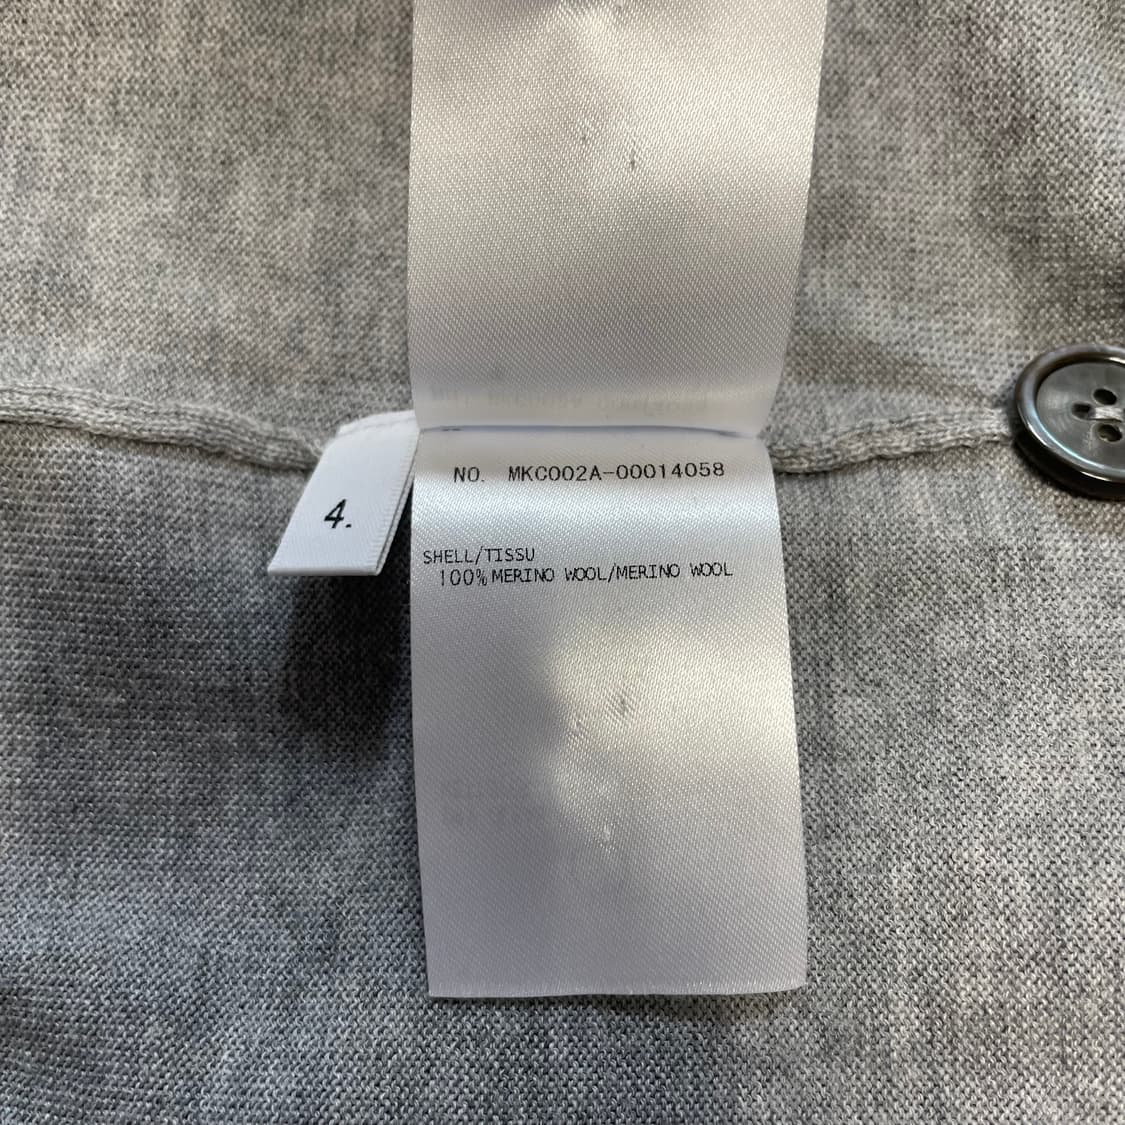 NO. MKC002A-00014058
4.
SHELL/TISSU
100% MERINO WOOL/MERINO WOOL